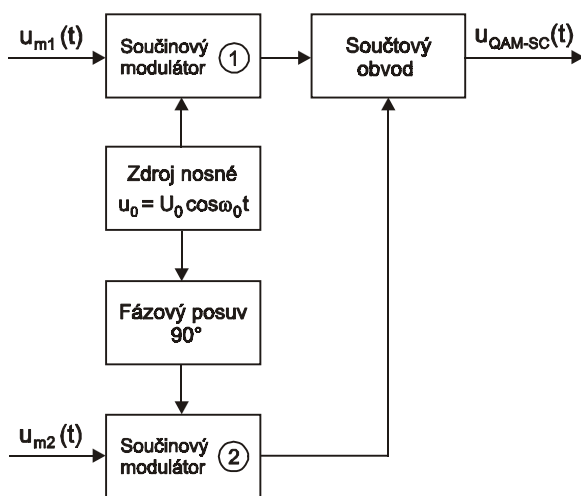 u_m1 (t)
Součinový
modulátor 1
Součtový
obvod
u_QAM-SC(t)
Zdroj nosné
u_0 = U_0 cosω_0t
Fázový posuv
90°
u_m2 (t)
Součinový
modulátor 2